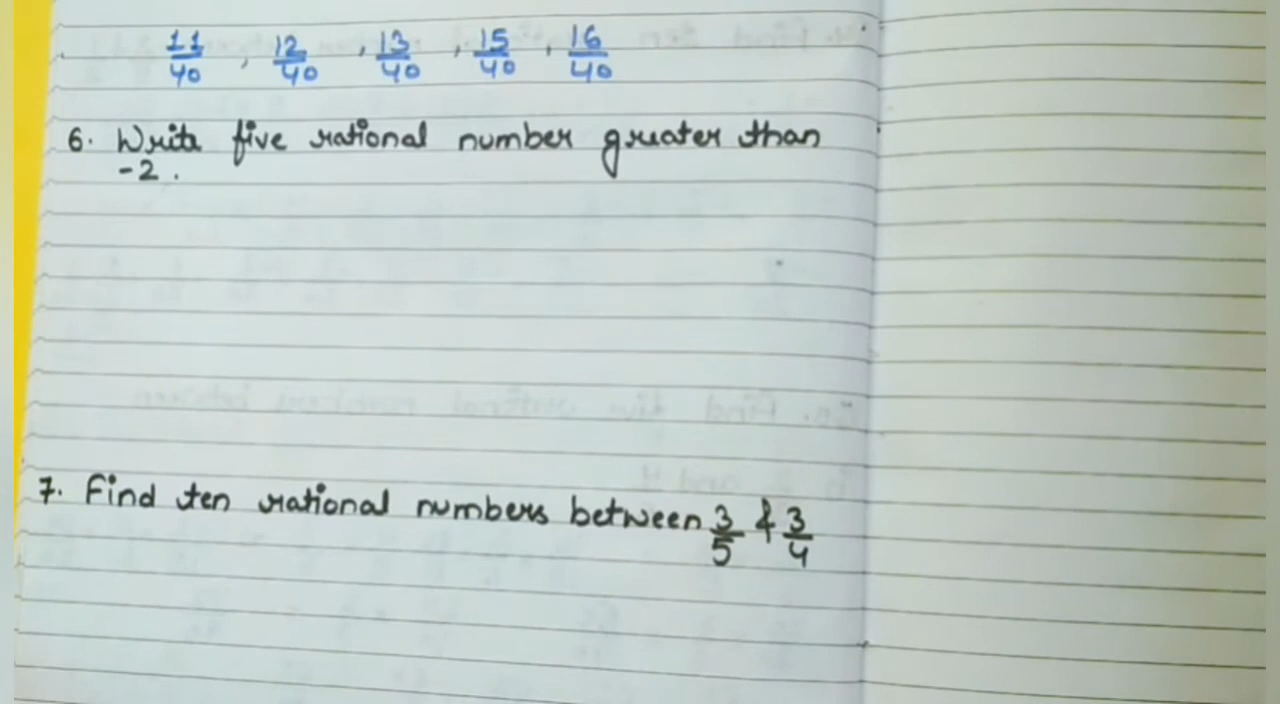 11/40 , 12/40 , 13/40 , 15/40 , 16/40
6. Write five rational number greater than
-2.
7. Find ten rational numbers between 3/5 & 3/4